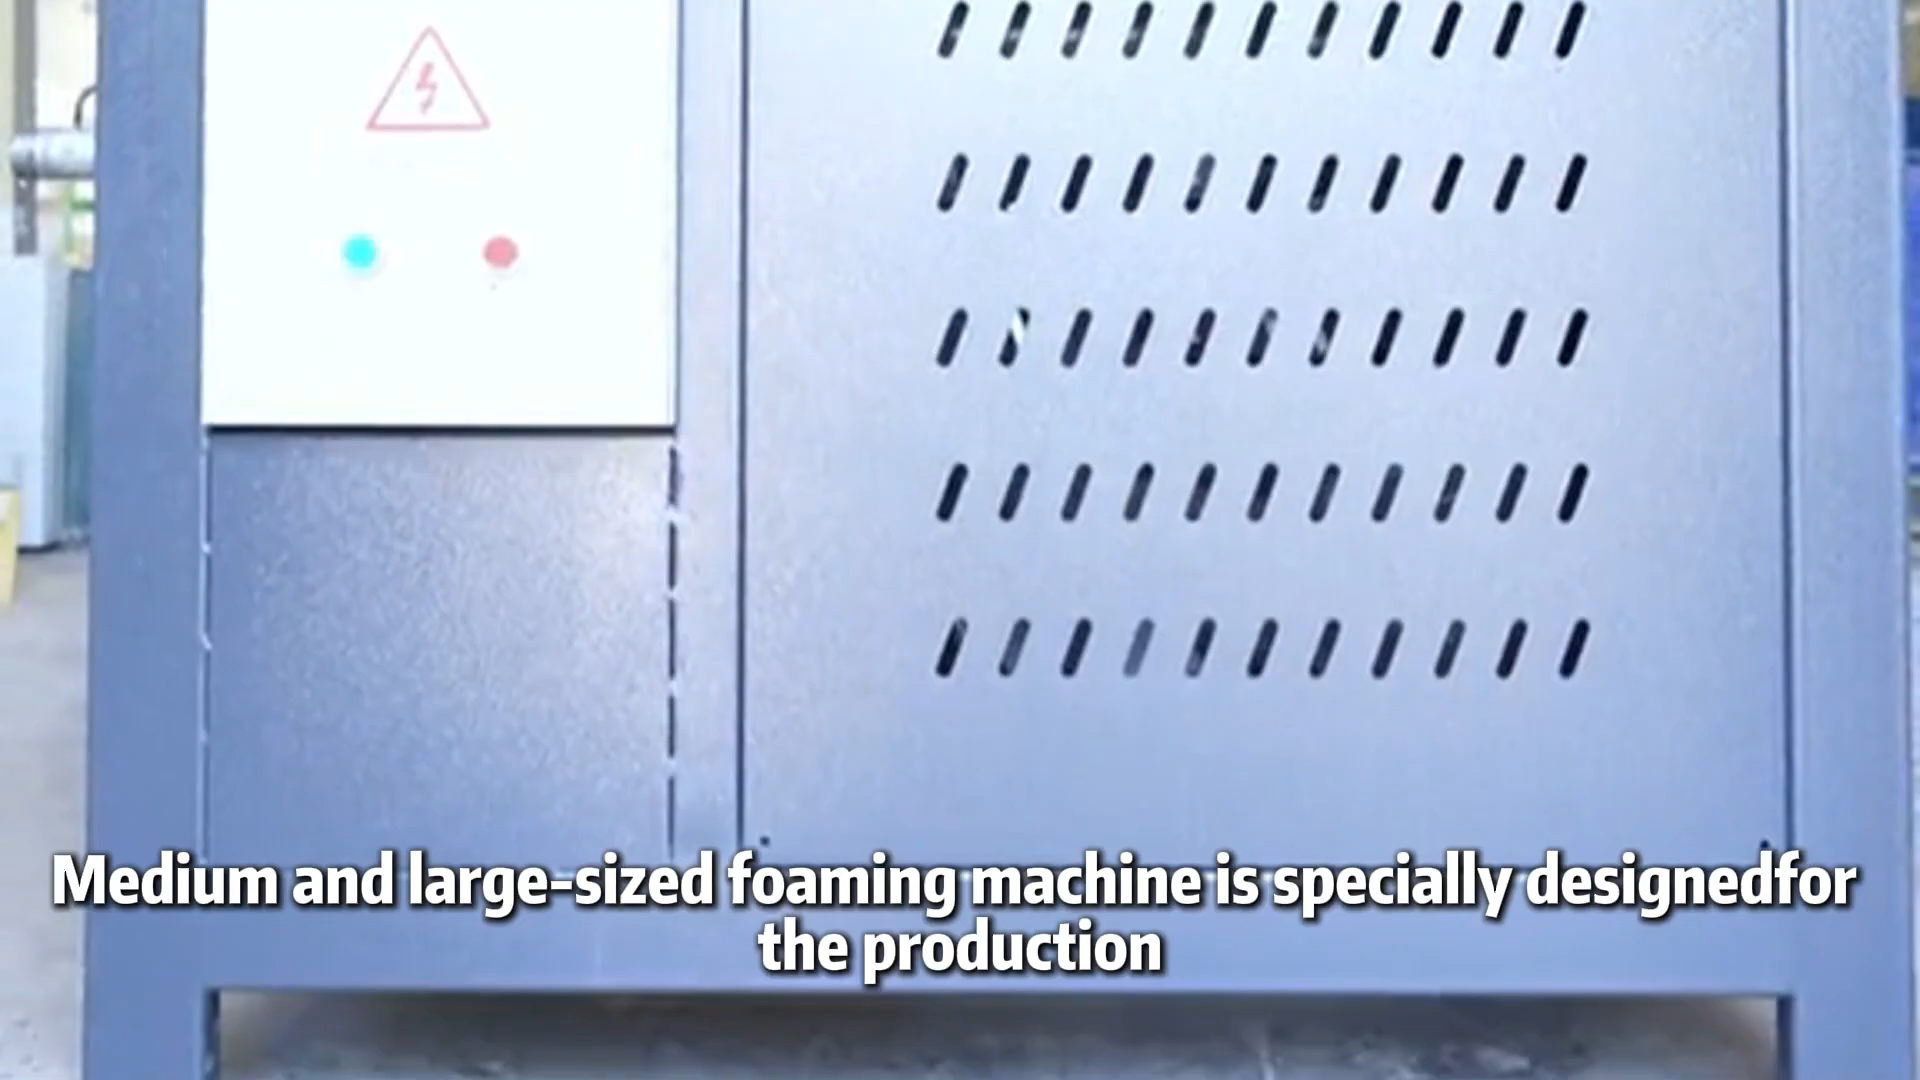 Medium and large-sized foaming machine is specially designedfor
the production